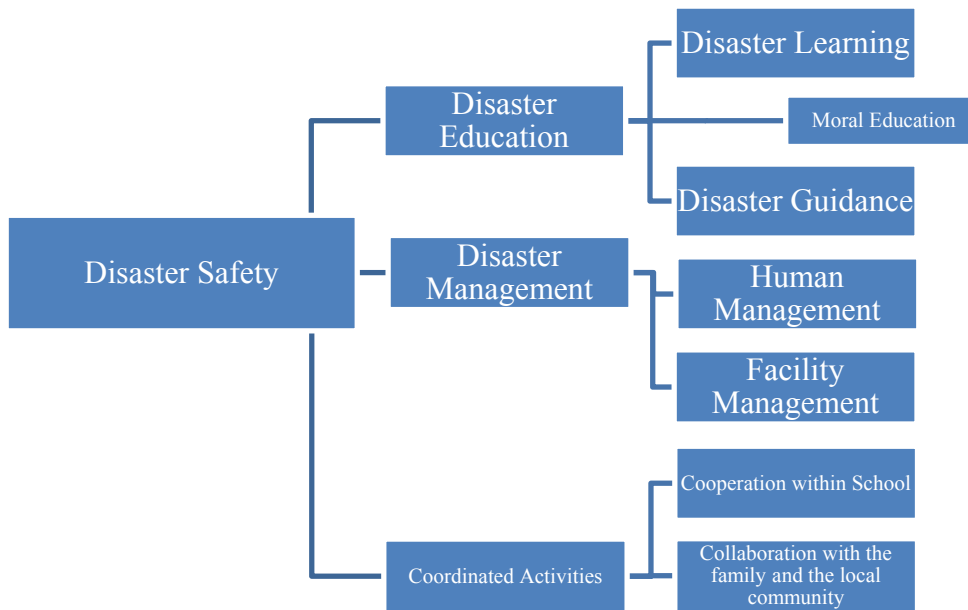 Disaster Safety
Disaster
Education
Disaster Learning
Moral Education
Disaster Guidance
Disaster
Management
Human
Management
Facility
Management
Coordinated Activities
Cooperation within School
Collaboration with the
family and the local
community